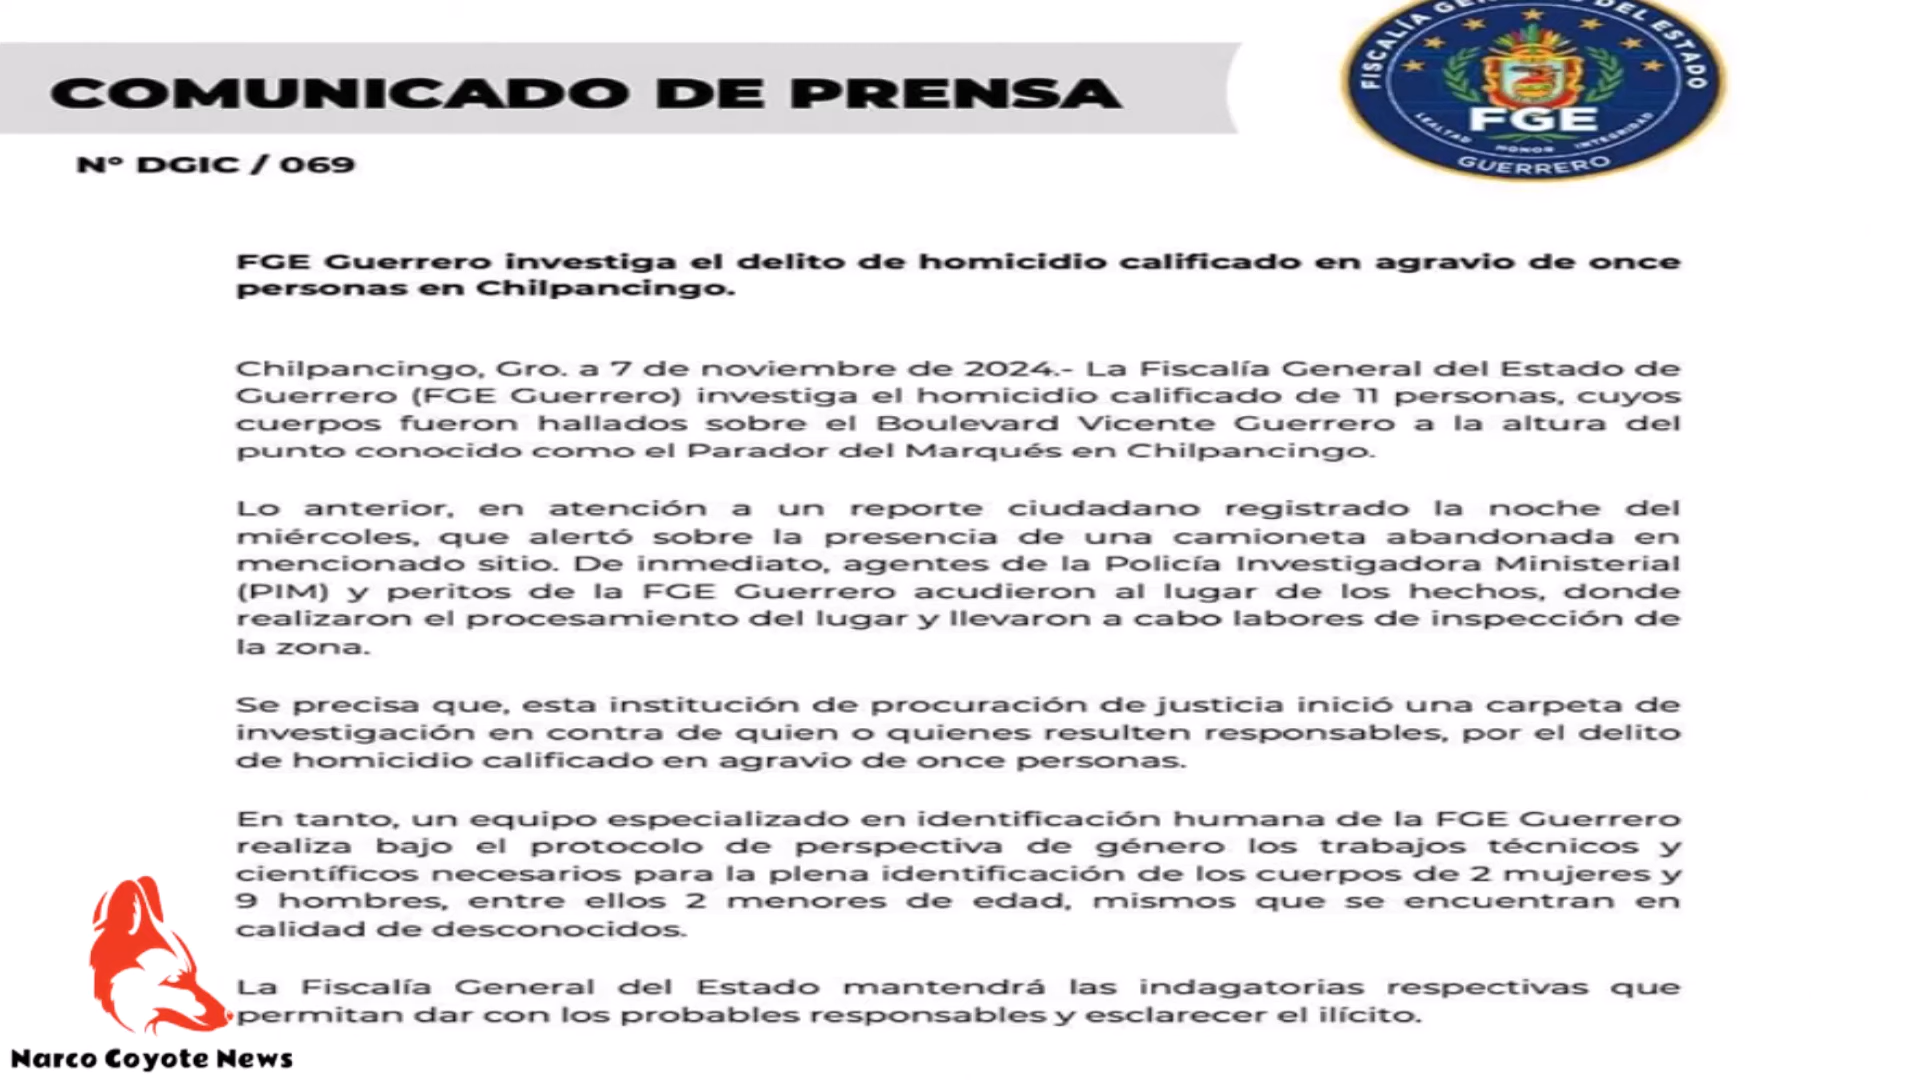 COMUNICADO DE PRENSA
FISCALÍA GENERAL DEL ESTADO
FGE
LEALTAD HONOR INTEGRIDAD
GUERRERO
Nº DGIC / 069
FGE Guerrero investiga el delito de homicidio calificado en agravio de once
personas en Chilpancingo.
Chilpancingo, Gro. a 7 de noviembre de 2024.- La Fiscalía General del Estado de
Guerrero (FGE Guerrero) investiga el homicidio calificado de 11 personas, cuyos
cuerpos fueron hallados sobre el Boulevard Vicente Guerrero a la altura del
punto conocido como el Parador del Marqués en Chilpancingo.
Lo anterior, en atención a un reporte ciudadano registrado la noche del
miércoles, que alertó sobre la presencia de una camioneta abandonada en
mencionado sitio. De inmediato, agentes de la Policía Investigadora Ministerial
(PIM) y peritos de la FGE Guerrero acudieron al lugar de los hechos, donde
realizaron el procesamiento del lugar y llevaron a cabo labores de inspección de
la zona.
Se precisa que, esta institución de procuración de justicia inició una carpeta de
investigación en contra de quien o quienes resulten responsables, por el delito
de homicidio calificado en agravio de once personas.
En tanto, un equipo especializado en identificación humana de la FGE Guerrero
realiza bajo el protocolo de perspectiva de género los trabajos técnicos y
científicos necesarios para la plena identificación de los cuerpos de 2 mujeres y
9 hombres, entre ellos 2 menores de edad, mismos que se encuentran en
calidad de desconocidos.
La Fiscalía General del Estado mantendrá las indagatorias respectivas que
permitan dar con los probables responsables y esclarecer el ilícito.
Narco Coyote News